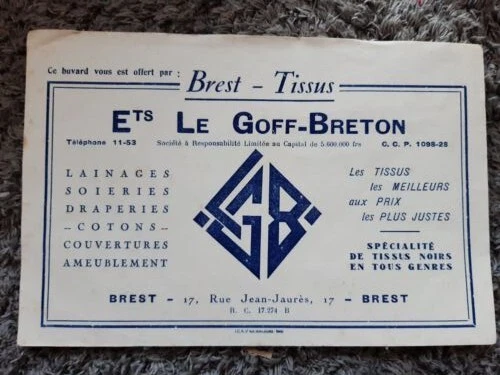 Ce buvard vous est offert par :
Brest - Tissus
Ets LE GOFF-BRETON
Téléphone 11-53
Société à Responsabilité Limitée au Capital de 5.600.000 frs
C. C. P. 1098-28
LAINAGES
SOIERIES
DRAPERIES
- COTONS -
COUVERTURES
AMEUBLEMENT
LGB
Les TISSUS
les MEILLEURS
aux PRIX
les PLUS JUSTES
SPÉCIALITÉ
DE TISSUS NOIRS
EN TOUS GENRES
BREST - 17, Rue Jean-Jaurès, 17 - BREST
R. C. 17.274 B